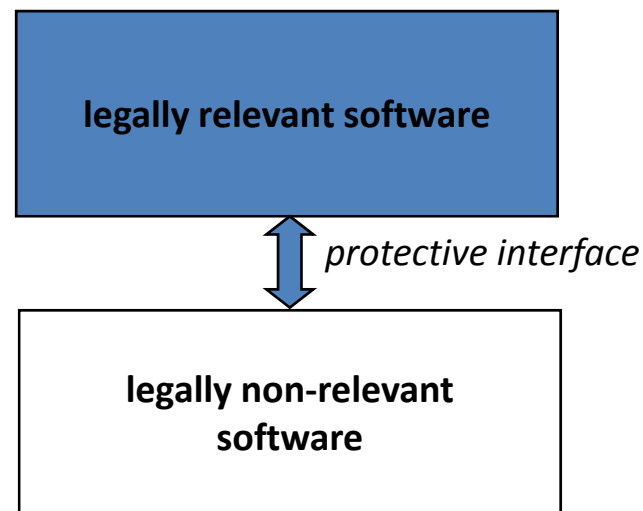 legally relevant software
protective interface
legally non-relevant
software